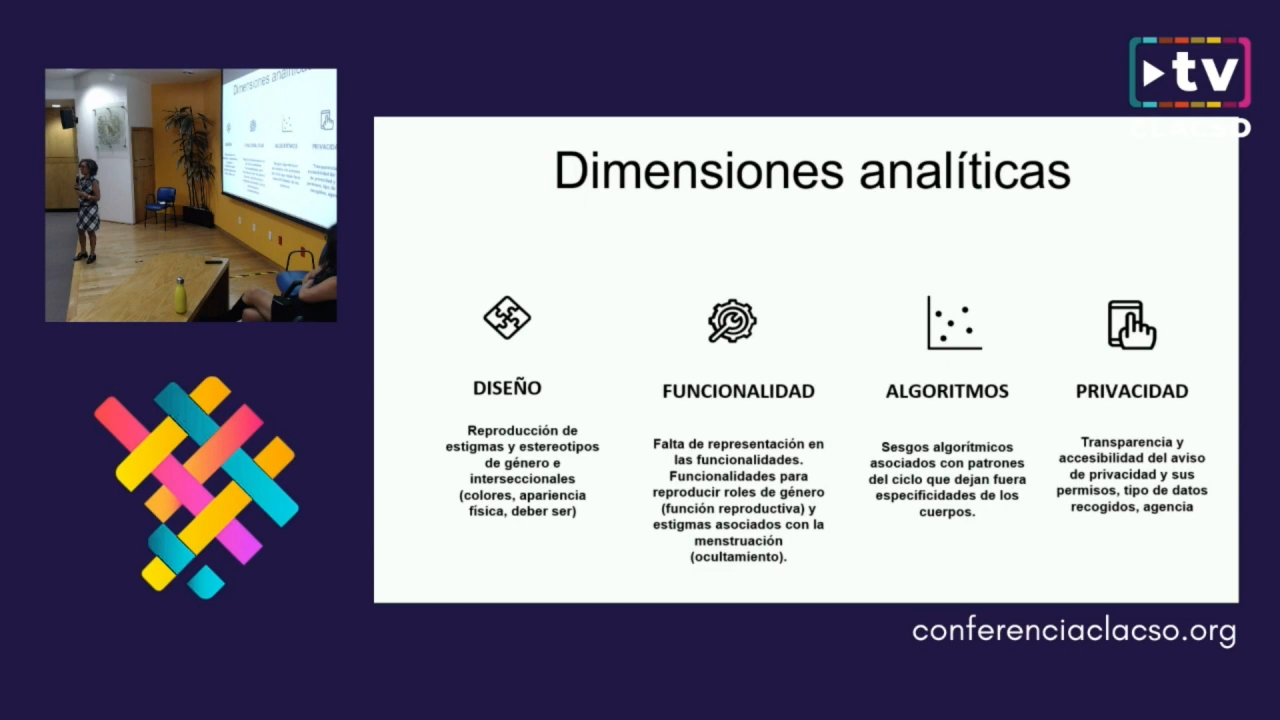 tv
CLACSO
Dimensiones analíticas
DISEÑO
Reproducción de
estigmas y estereotipos
de género e
interseccionales
(colores, apariencia
física, deber ser)
FUNCIONALIDAD
Falta de representación en
las funcionalidades.
Funcionalidades para
reproducir roles de género
(función reproductiva) y
estigmas asociados con la
menstruación
(ocultamiento).
ALGORITMOS
Sesgos algorítmicos
asociados con patrones
del ciclo que dejan fuera
especificidades de los
cuerpos.
PRIVACIDAD
Transparencia y
accesibilidad del aviso
de privacidad y sus
permisos, tipo de datos
recogidos, agencia
conferenciaclacso.org